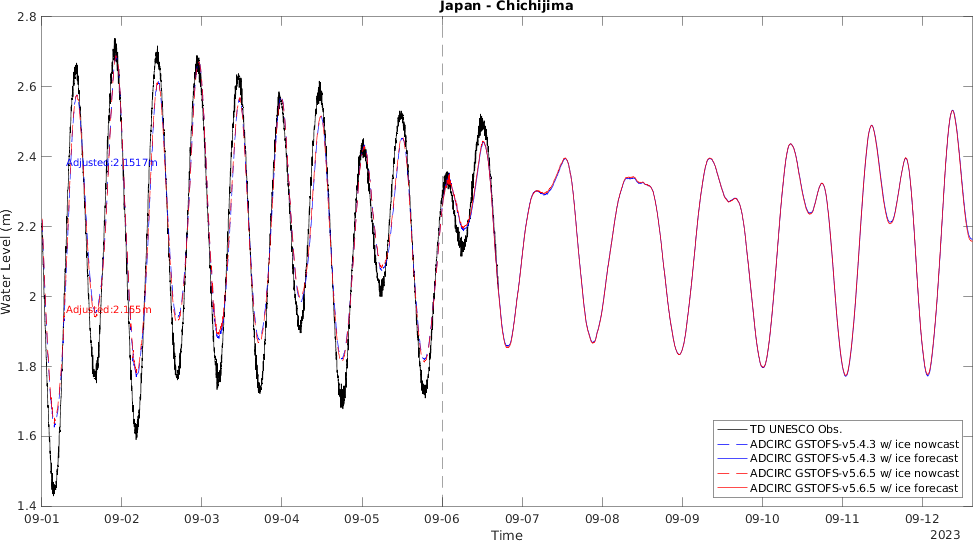 Japan - Chichijima
2.8
2.6
2.4
2.2
2
1.8
1.6
1.4
Water Level (m)
Adjusted:2.1517m
Adjusted:2.165m
TD UNESCO Obs.
ADCIRC GSTOFS-v5.4.3 w/ ice nowcast
ADCIRC GSTOFS-v5.4.3 w/ ice forecast
ADCIRC GSTOFS-v5.6.5 w/ ice nowcast
ADCIRC GSTOFS-v5.6.5 w/ ice forecast
09-01 09-02 09-03 09-04 09-05 09-06 09-07 09-08 09-09 09-10 09-11 09-12
2023
Time